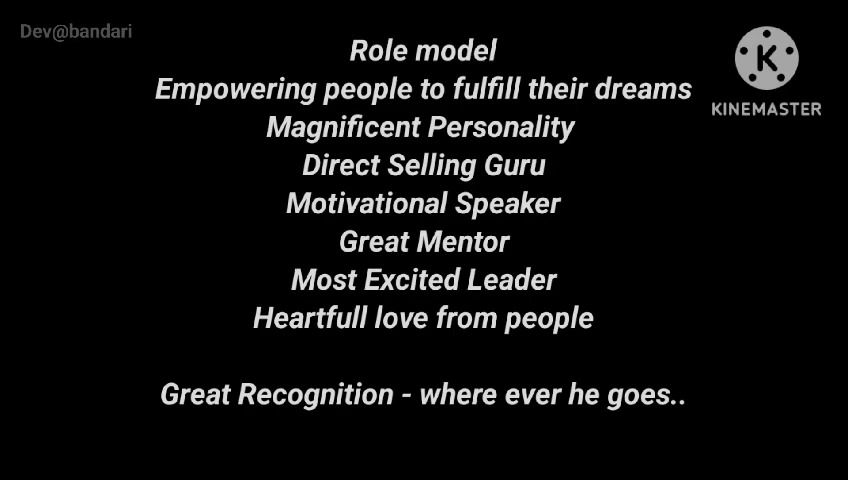 Dev@bandari
Role model
Empowering people to fulfill their dreams
Magnificent Personality
Direct Selling Guru
Motivational Speaker
Great Mentor
Most Excited Leader
Heartfull love from people
Great Recognition - where ever he goes..
K
KINEMASTER